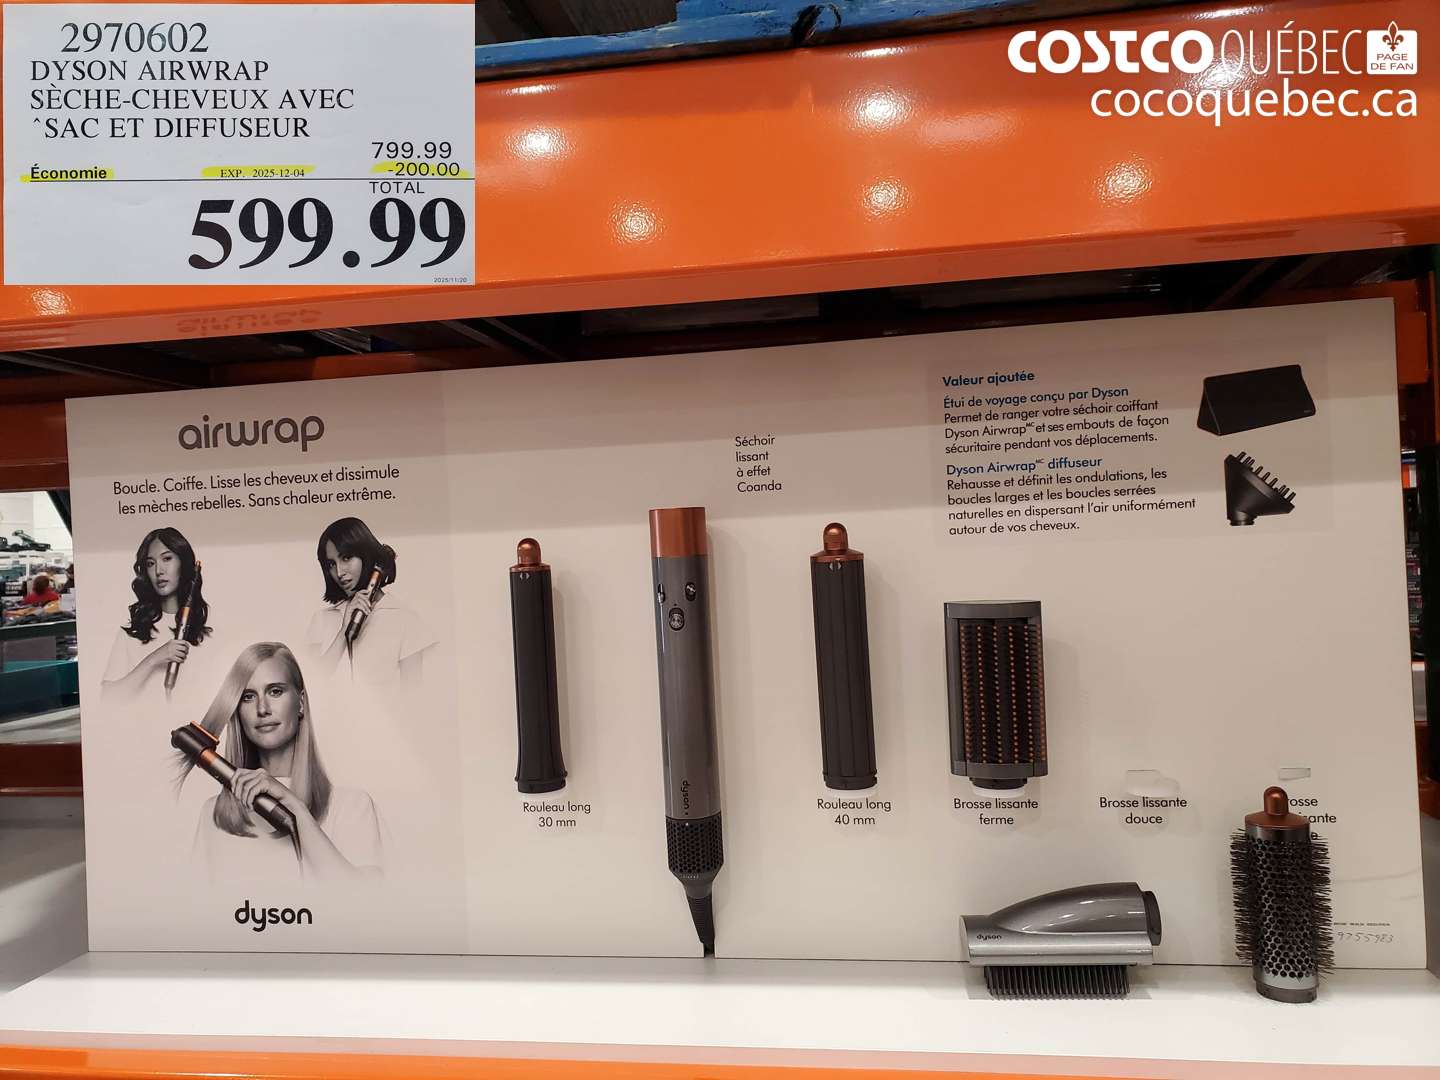 2970602
DYSON AIRWRAP
SÈCHE-CHEVEUX AVEC
^SAC ET DIFFUSEUR
799.99
Économie EXP. 2025-12-04 -200.00
TOTAL
599.99
2025/11/20
COSTCO QUÉBEC PAGE DE FAN
cocoquebec.ca
airwrap
airwrap
Boucle. Coiffe. Lisse les cheveux et dissimule
les mèches rebelles. Sans chaleur extrême.
dyson
Séchoir
lissant
à effet
Coanda
Valeur ajoutée
Étui de voyage conçu par Dyson
Permet de ranger votre séchoir coiffant
Dyson Airwrap MC et ses embouts de façon
sécuritaire pendant vos déplacements.
Dyson Airwrap MC diffuseur
Rehausse et définit les ondulations, les
boucles larges et les boucles serrées
naturelles en dispersant l'air uniformément
autour de vos cheveux.
dyson
Rouleau long
30 mm
Rouleau long
40 mm
Brosse lissante
ferme
Brosse lissante
douce
dyson